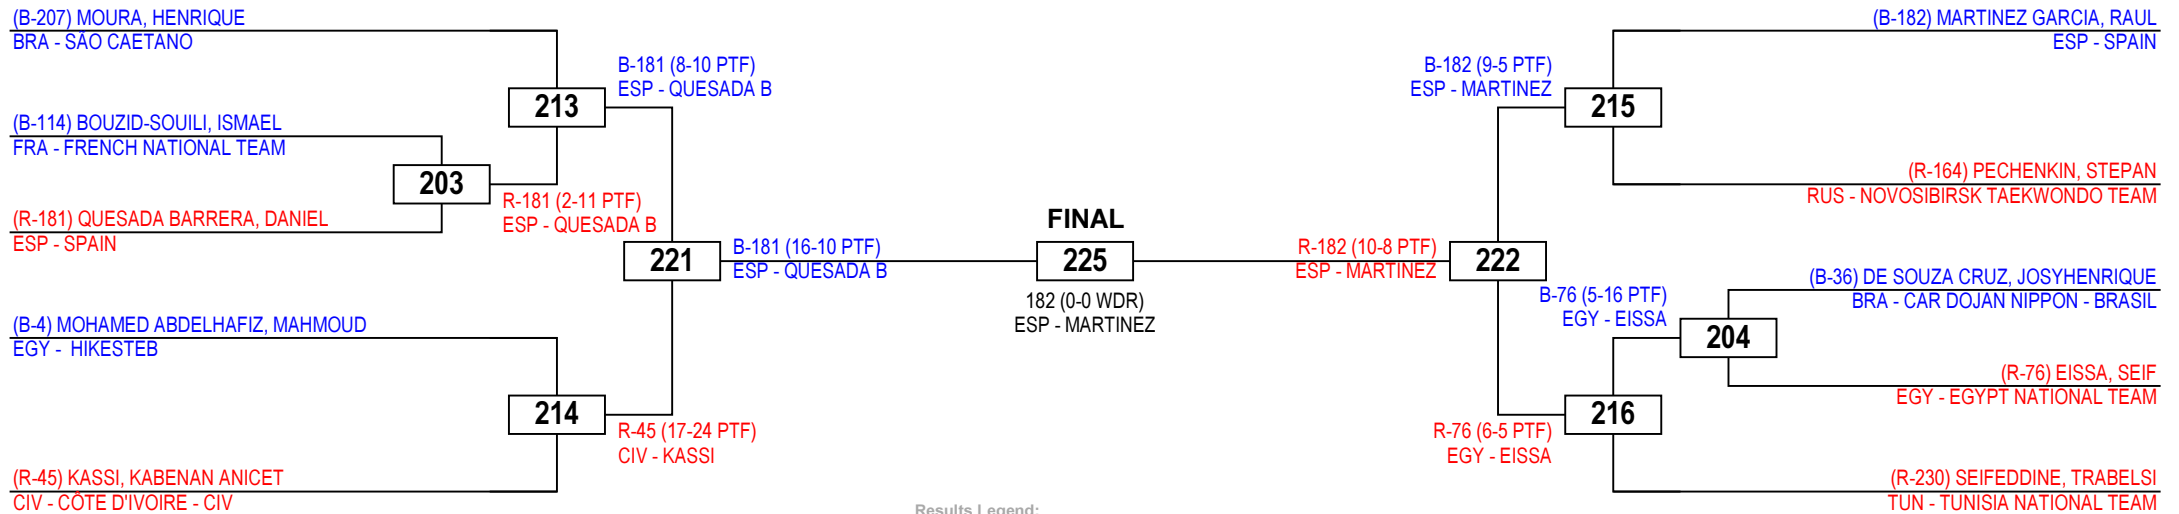 (B-207) MOURA, HENRIQUE
BRA - SÃO CAETANO
(B-114) BOUZID-SOUILI, ISMAEL
FRA - FRENCH NATIONAL TEAM
(R-181) QUESADA BARRERA, DANIEL
ESP - SPAIN
(B-4) MOHAMED ABDELHAFIZ, MAHMOUD
EGY - HIKESTEB
(R-45) KASSI, KABENAN ANICET
CIV - CÔTE D'IVOIRE - CIV
203
R-181 (2-11 PTF)
ESP - QUESADA B
213
B-181 (8-10 PTF)
ESP - QUESADA B
214
R-45 (17-24 PTF)
CIV - KASSI
221
B-181 (16-10 PTF)
ESP - QUESADA B
FINAL
225
182 (0-0 WDR)
ESP - MARTINEZ
R-182 (10-8 PTF)
ESP - MARTINEZ
222
B-182 (9-5 PTF)
ESP - MARTINEZ
215
R-76 (6-5 PTF)
EGY - EISSA
216
B-76 (5-16 PTF)
EGY - EISSA
204
(B-182) MARTINEZ GARCIA, RAUL
ESP - SPAIN
(R-164) PECHENKIN, STEPAN
RUS - NOVOSIBIRSK TAEKWONDO TEAM
(B-36) DE SOUZA CRUZ, JOSYHENRIQUE
BRA - CAR DOJAN NIPPON - BRASIL
(R-76) EISSA, SEIF
EGY - EGYPT NATIONAL TEAM
(R-230) SEIFEDDINE, TRABELSI
TUN - TUNISIA NATIONAL TEAM
Results Legend: